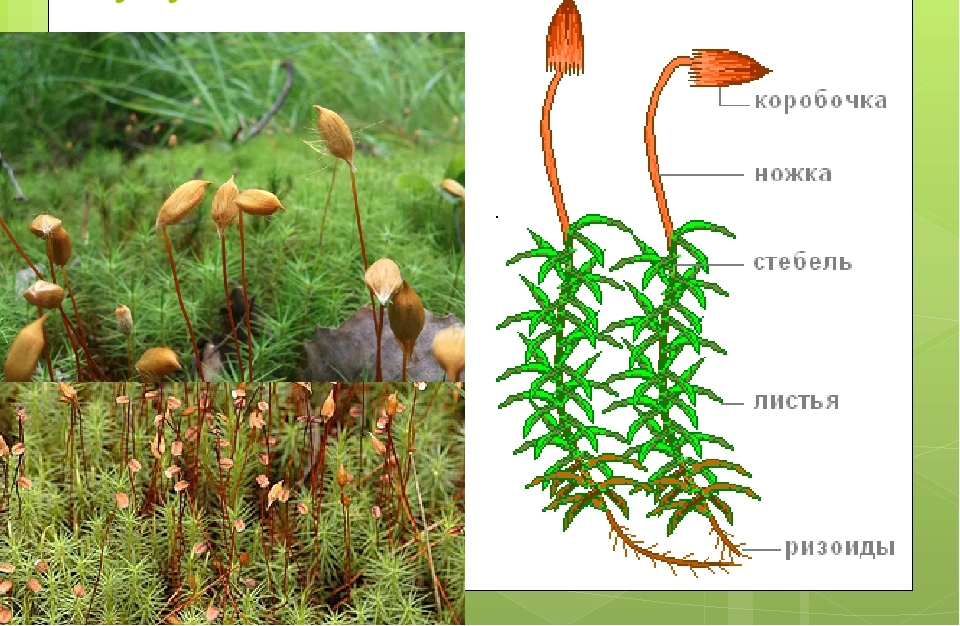 коробочка
ножка
стебель
листья
ризоиды